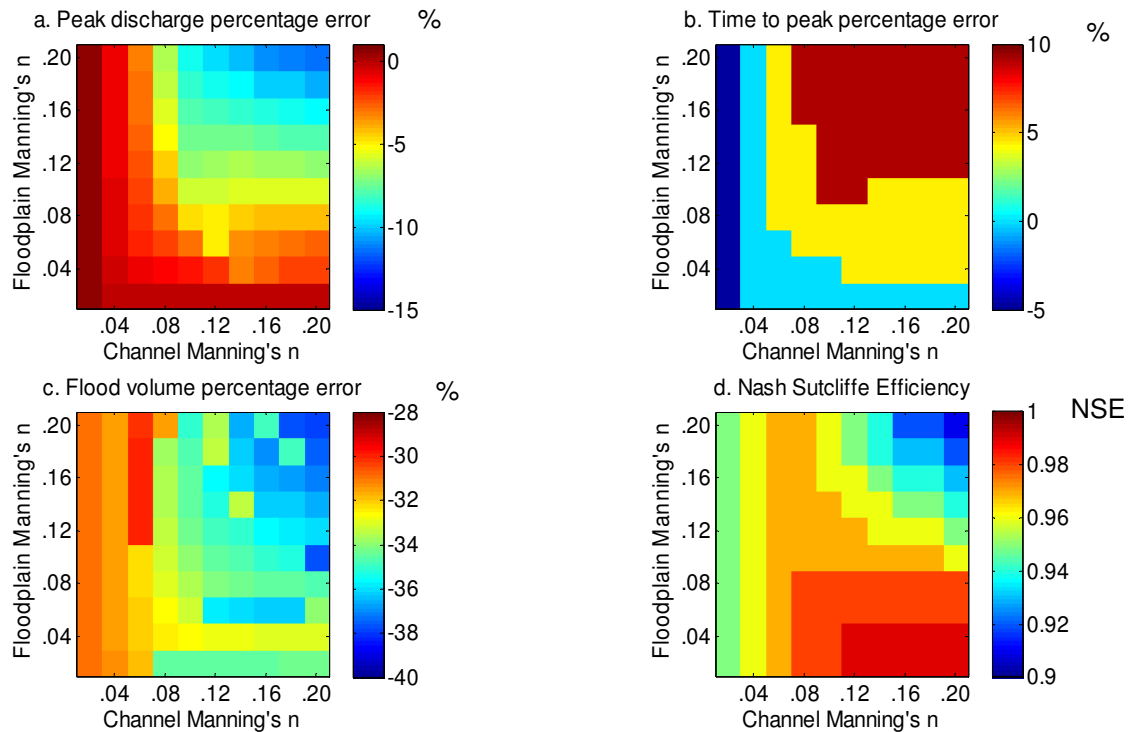 a. Peak discharge percentage error
%
Floodplain Manning's n
.20
.16
.12
.08
.04
.04 .08 .12 .16 .20
Channel Manning's n
0
-5
-10
-15
b. Time to peak percentage error
%
Floodplain Manning's n
.20
.16
.12
.08
.04
.04 .08 .12 .16 .20
Channel Manning's n
10
5
0
-5
c. Flood volume percentage error
%
Floodplain Manning's n
.20
.16
.12
.08
.04
.04 .08 .12 .16 .20
Channel Manning's n
-28
-30
-32
-34
-36
-38
-40
d. Nash Sutcliffe Efficiency
NSE
Floodplain Manning's n
.20
.16
.12
.08
.04
.04 .08 .12 .16 .20
Channel Manning's n
1
0.98
0.96
0.94
0.92
0.9